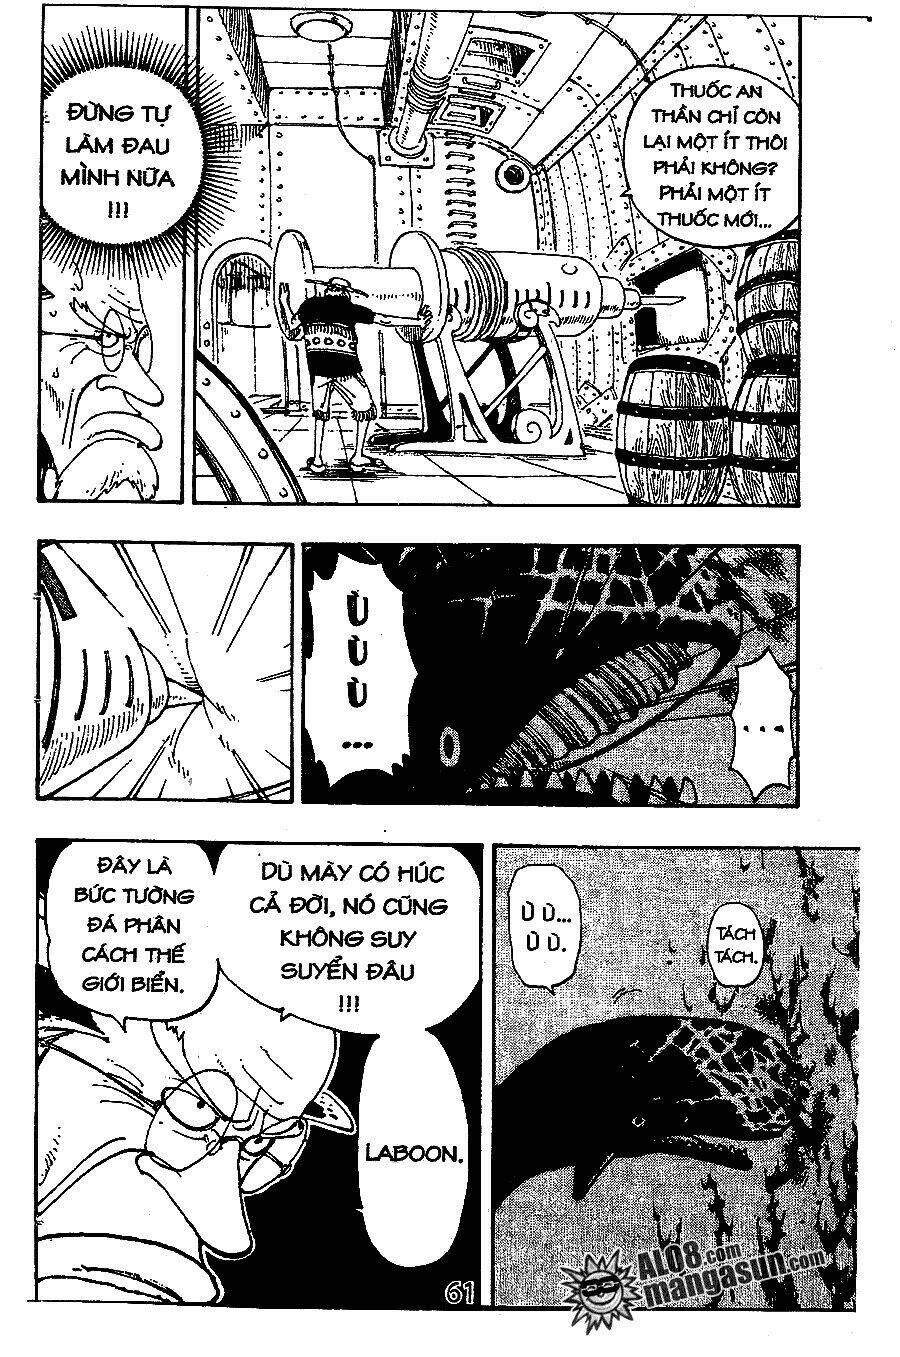 ĐỪNG TỰ
LÀM ĐAU
MÌNH NỮA
!!!
THUỐC AN
THẦN CHỈ CÒN
LẠI MỘT ÍT THÔI
PHẢI KHÔNG?
PHẢI MỘT ÍT
THUỐC MỚI...
Ù
Ù
Ù
...
...
ĐÂY LÀ
BỨC TƯỜNG
ĐÁ PHÂN
CÁCH THẾ
GIỚI BIỂN.
DÙ MÀY CÓ HÚC
CẢ ĐỜI, NÓ CŨNG
KHÔNG SUY
SUYỂN ĐÂU
!!!
LABOON.
Ù Ù...
Ù Ù.
TÁCH
TÁCH.
61
ALO8.com
mangasun.com